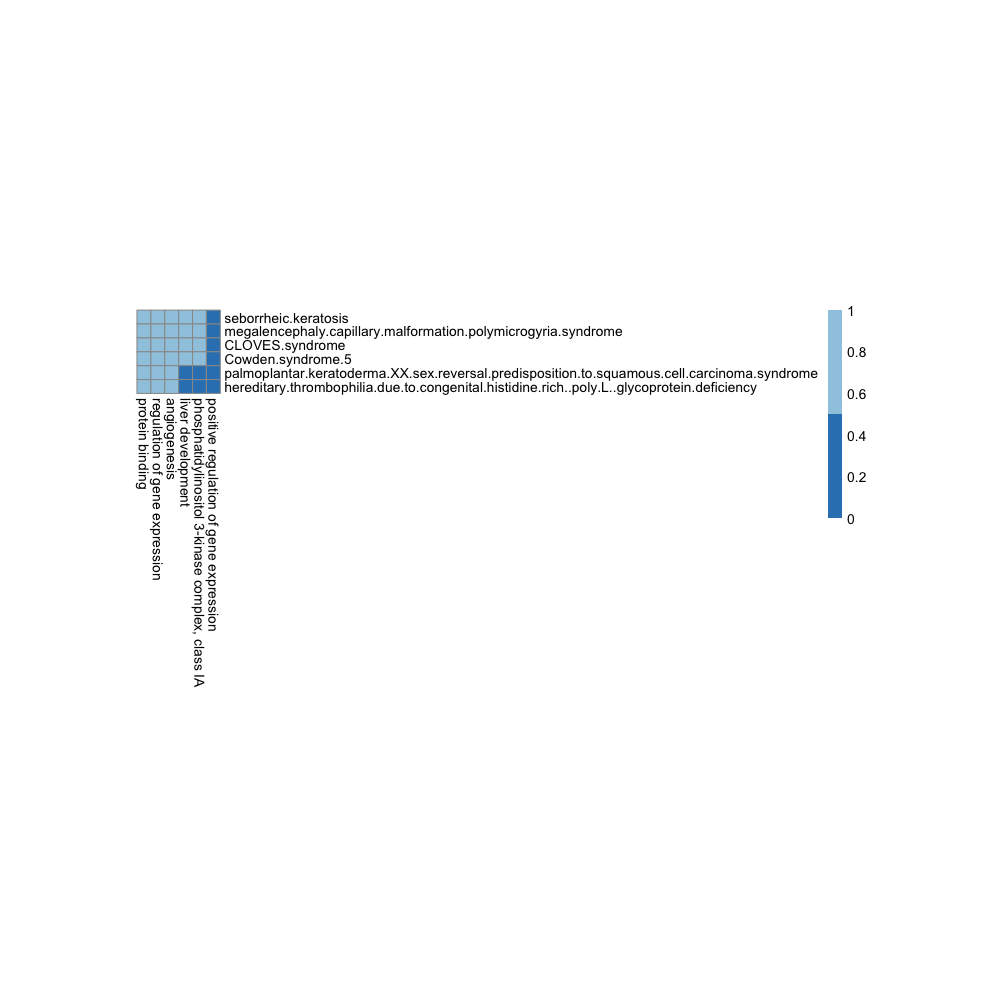 seborrheic.keratosis
megalencephaly.capillary.malformation.polymicrogyria.syndrome
CLOVES.syndrome
Cowden.syndrome.5
palmoplantar.keratoderma.XX.sex.reversal.predisposition.to.squamous.cell.carcinoma.syndrome
hereditary.thrombophilia.due.to.congenital.histidine.rich..poly.L..glycoprotein.deficiency
protein binding
regulation of gene expression
angiogenesis
liver development
phosphatidylinositol 3-kinase complex, class IA
positive regulation of gene expression
1
0.8
0.6
0.4
0.2
0